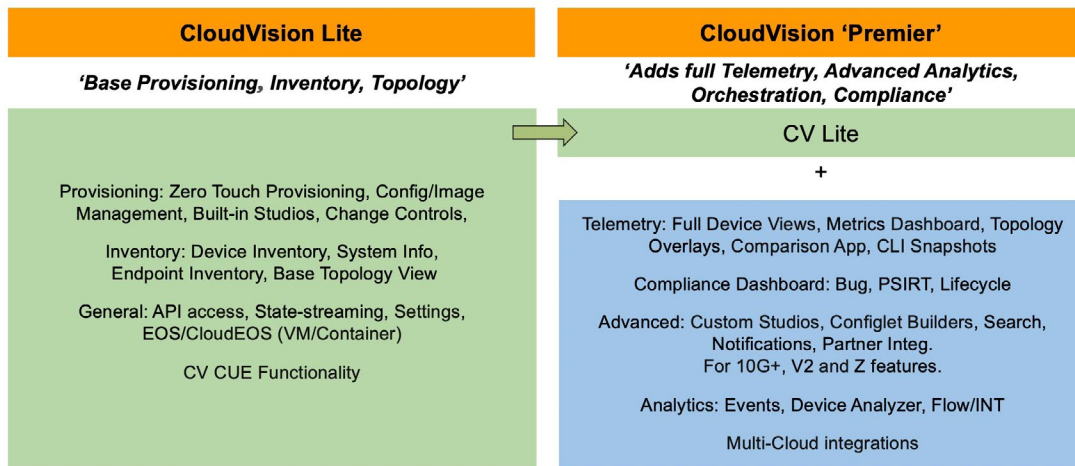 CloudVision Lite
‘Base Provisioning, Inventory, Topology’
Provisioning: Zero Touch Provisioning, Config/Image
Management, Built-in Studios, Change Controls,
Inventory: Device Inventory, System Info,
Endpoint Inventory, Base Topology View
General: API access, State-streaming, Settings,
EOS/CloudEOS (VM/Container)
CV CUE Functionality
CloudVision ‘Premier’
‘Adds full Telemetry, Advanced Analytics,
Orchestration, Compliance’
CV Lite
+
Telemetry: Full Device Views, Metrics Dashboard, Topology
Overlays, Comparison App, CLI Snapshots
Compliance Dashboard: Bug, PSIRT, Lifecycle
Advanced: Custom Studios, Configlet Builders, Search,
Notifications, Partner Integ.
For 10G+, V2 and Z features.
Analytics: Events, Device Analyzer, Flow/INT
Multi-Cloud integrations